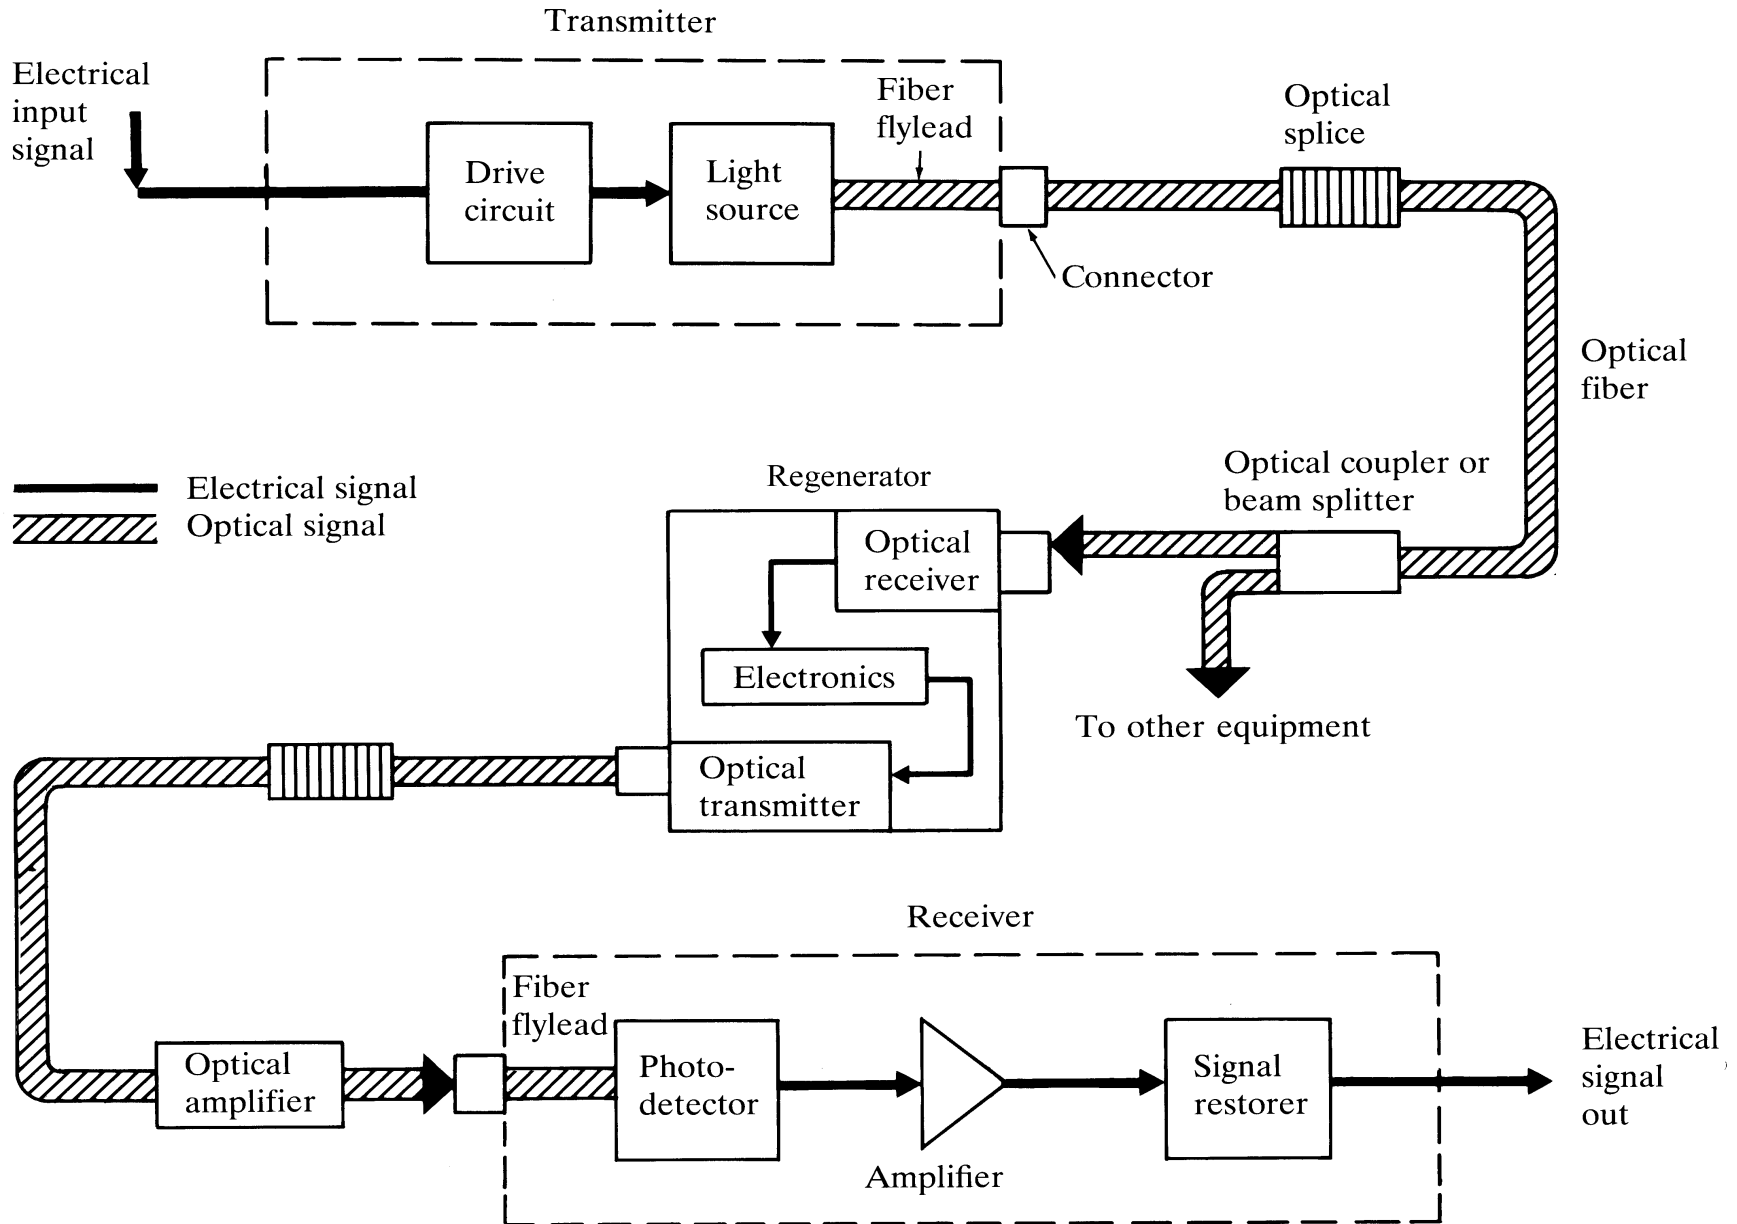 Transmitter
Electrical
input
signal
Fiber
flylead
Drive
circuit
Light
source
Optical
splice
Connector
Optical
fiber
Electrical signal
Optical signal
Regenerator
Optical coupler or
beam splitter
Optical
receiver
Electronics
To other equipment
Optical
transmitter
Receiver
Fiber
flylead
Optical
amplifier
Photo-
detector
Amplifier
Signal
restorer
Electrical
signal
out